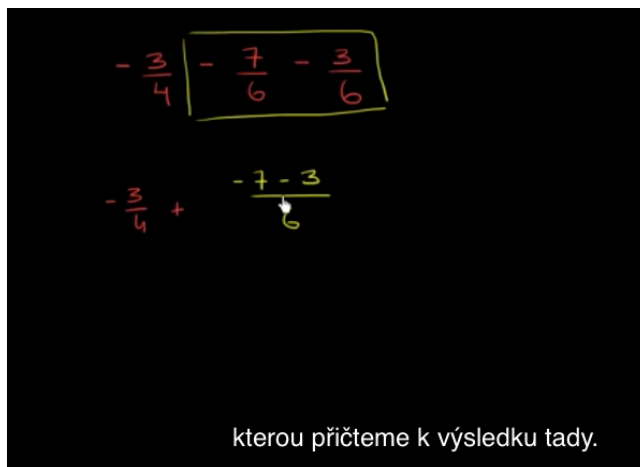 - 3/4 - 7/6 - 3/6
- 3/4 + (- 7 - 3)/6
kterou přičteme k výsledku tady.